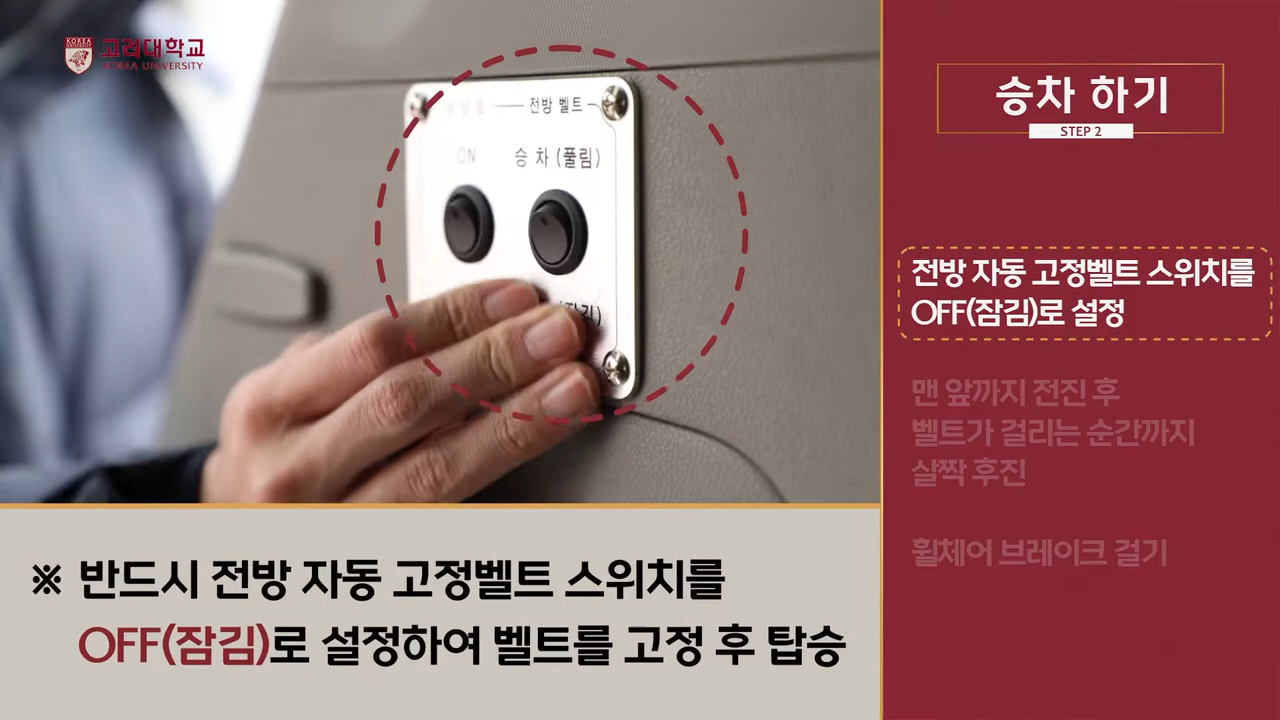 KOREA
UNIVERSITY
고려대학교
KOREA UNIVERSITY
전방 벨트
ON
승 차 (풀림)
(잠김)
승차 하기
STEP 2
전방 자동 고정벨트 스위치를
OFF(잠김)로 설정
맨 앞까지 전진 후
벨트가 걸리는 순간까지
살짝 후진
휠체어 브레이크 걸기
※ 반드시 전방 자동 고정벨트 스위치를
OFF(잠김)로 설정하여 벨트를 고정 후 탑승